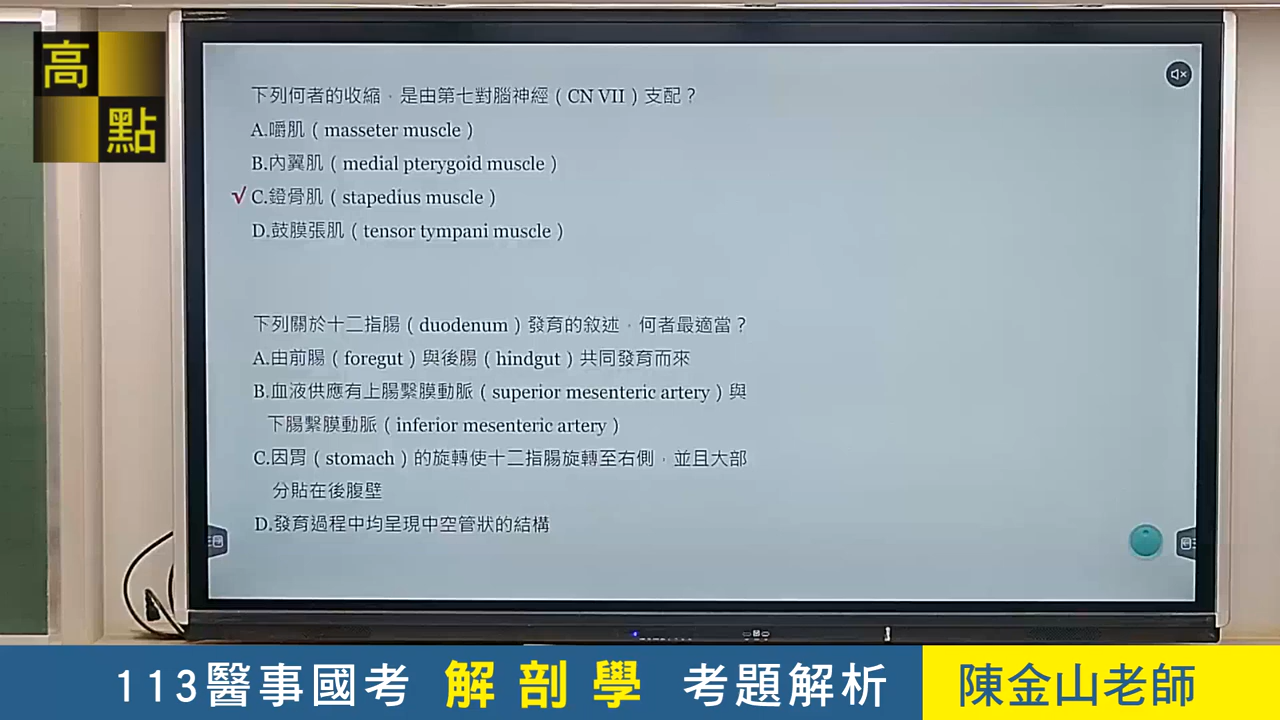 高
點
下列何者的收縮，是由第七對腦神經（CN VII）支配？
A.嚼肌（masseter muscle）
B.內翼肌（medial pterygoid muscle）
√ C.鐙骨肌（stapedius muscle）
D.鼓膜張肌（tensor tympani muscle）
下列關於十二指腸（duodenum）發育的敘述，何者最適當？
A.由前腸（foregut）與後腸（hindgut）共同發育而來
B.血液供應有上腸繫膜動脈（superior mesenteric artery）與
下腸繫膜動脈（inferior mesenteric artery）
C.因胃（stomach）的旋轉使十二指腸旋轉至右側，並且大部
分貼在後腹壁
D.發育過程中均呈現中空管狀的結構
113醫事國考 解剖學 考題解析 陳金山老師